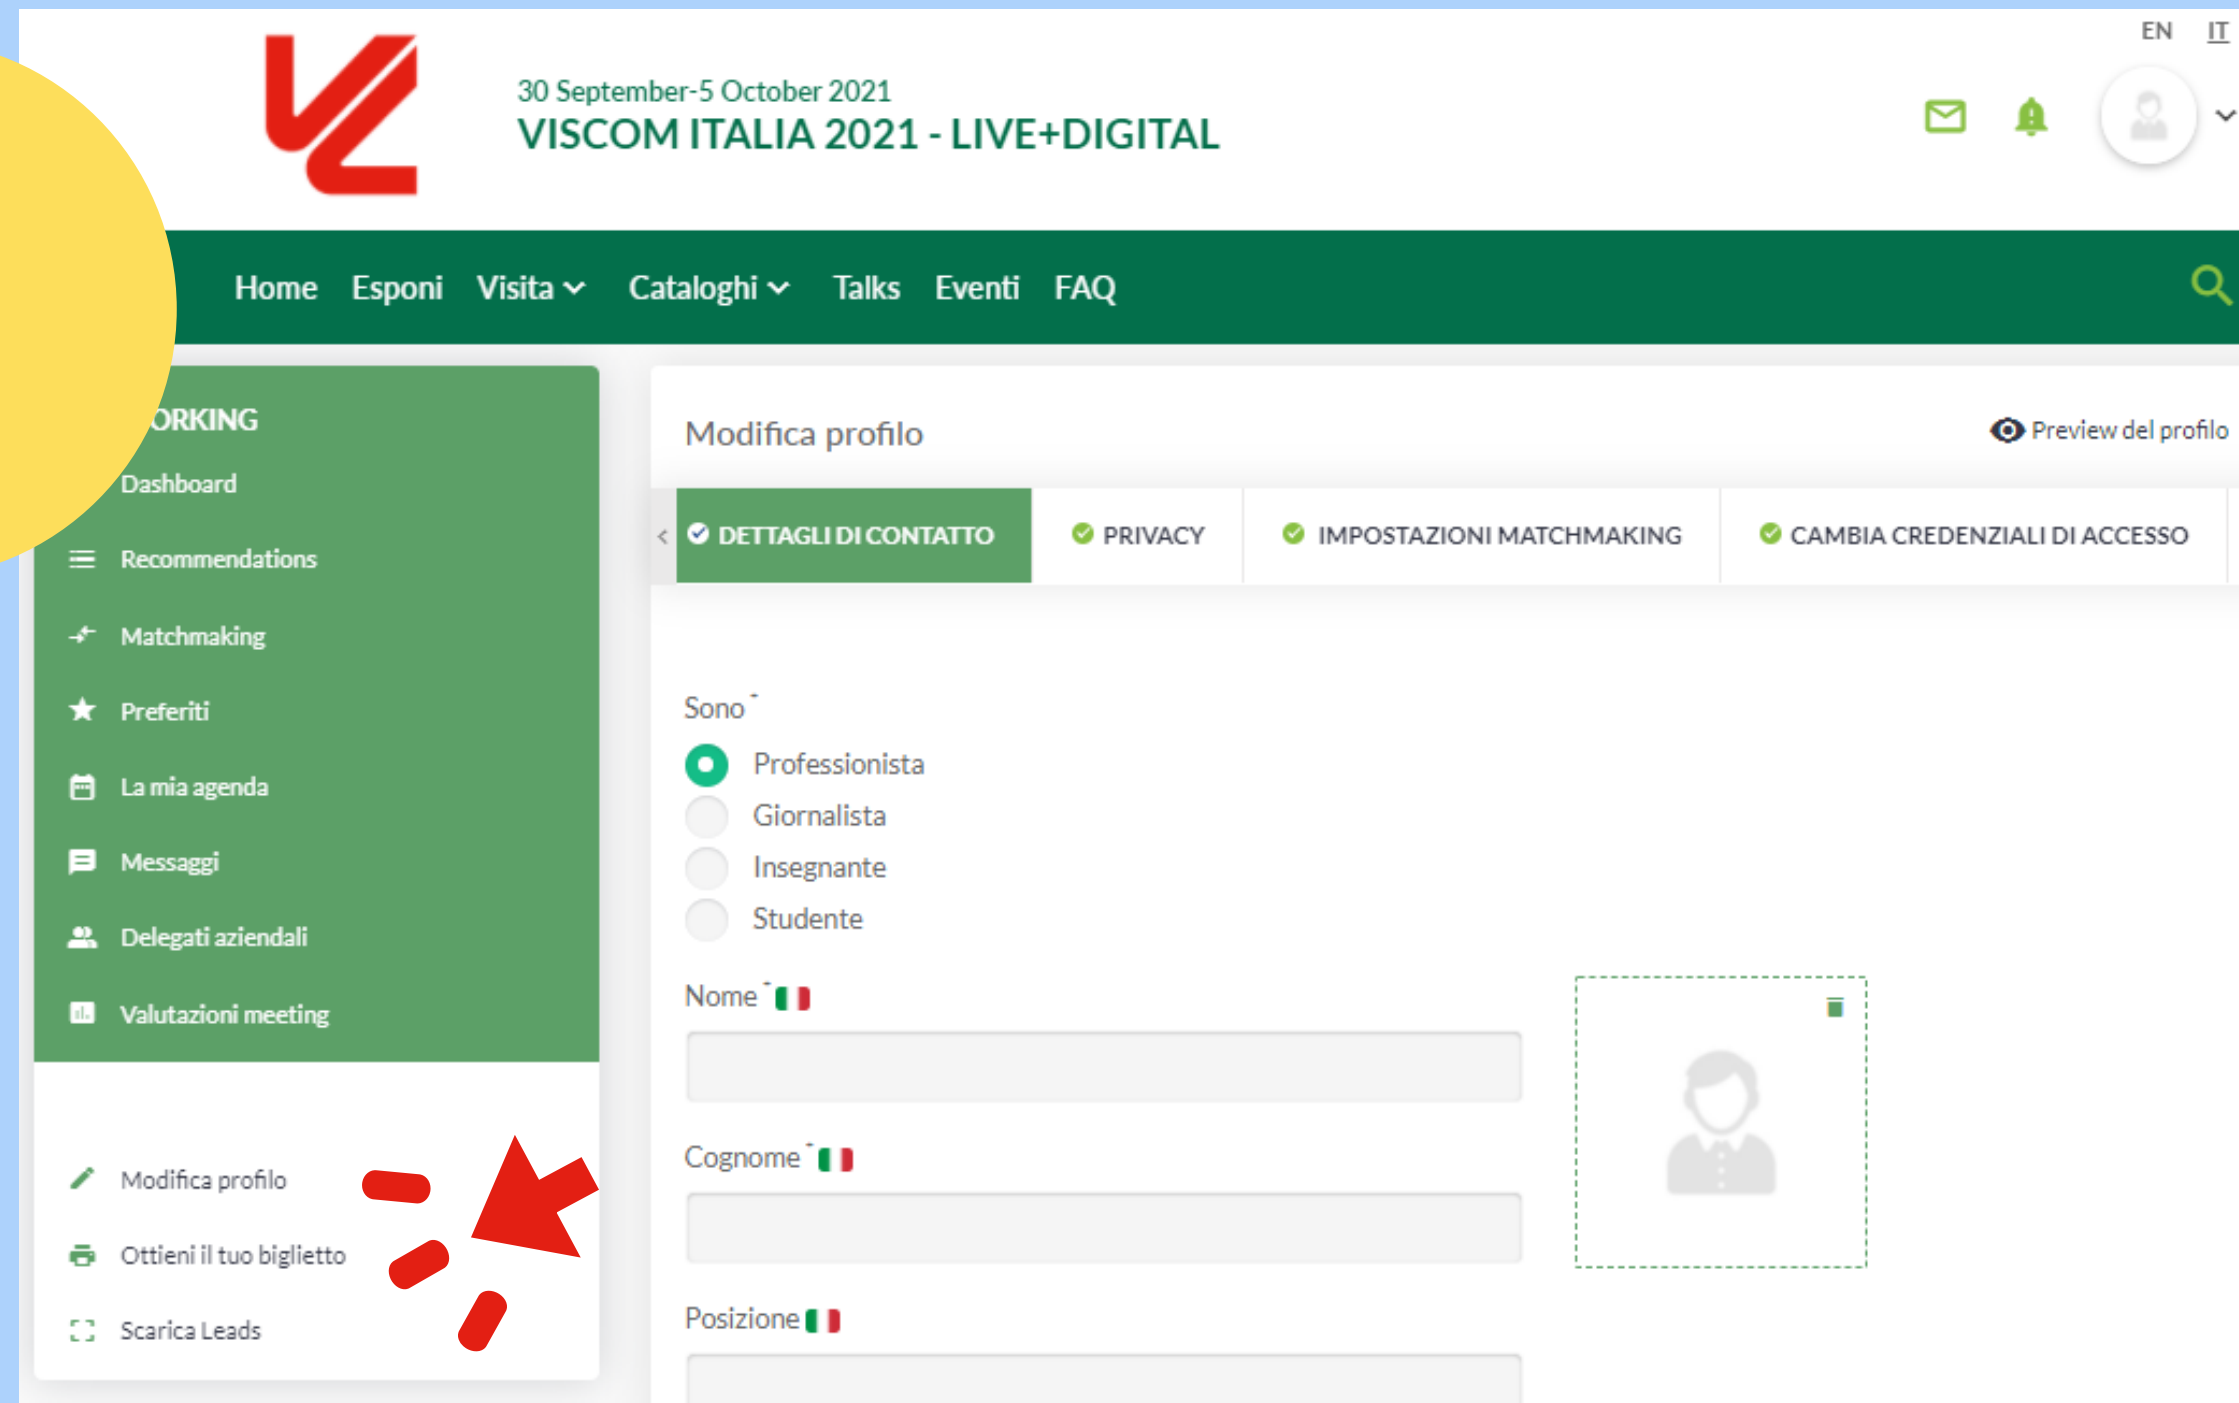 EN IT
30 September-5 October 2021
VISCOM ITALIA 2021 - LIVE+DIGITAL
Home Esponi Visita Cataloghi Talks Eventi FAQ
ORKING
Dashboard
Recommendations
Matchmaking
Preferiti
La mia agenda
Messaggi
Delegati aziendali
Valutazioni meeting
Modifica profilo
Ottieni il tuo biglietto
Scarica Leads
Modifica profilo
Preview del profilo
< DETTAGLI DI CONTATTO PRIVACY IMPOSTAZIONI MATCHMAKING CAMBIA CREDENZIALI DI ACCESSO
Sono
Professionista
Giornalista
Insegnante
Studente
Nome
Cognome
Posizione